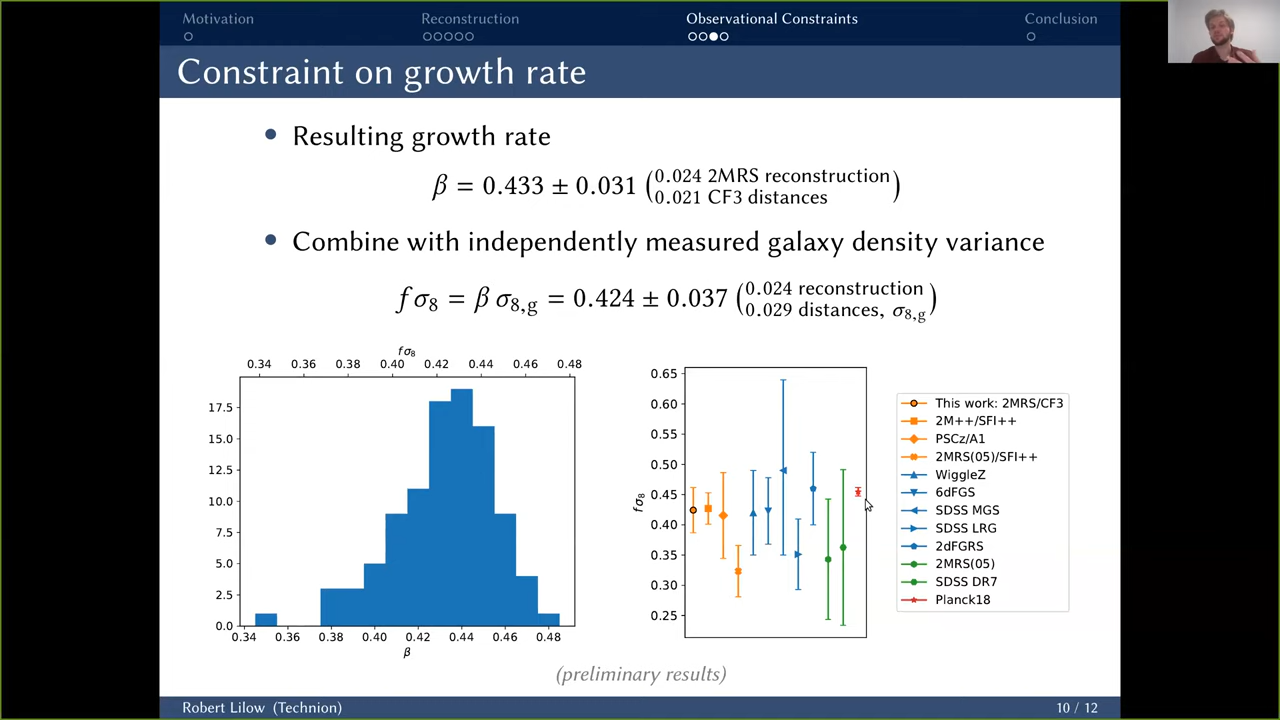 Motivation Reconstruction Observational Constraints Conclusion
Constraint on growth rate
• Resulting growth rate
β = 0.433 ± 0.031 (0.024 2MRS reconstruction
0.021 CF3 distances)
• Combine with independently measured galaxy density variance
fσ₈ = β σ₈,g = 0.424 ± 0.037 (0.024 reconstruction
0.029 distances, σ₈,g)
fσ₈
0.34 0.36 0.38 0.40 0.42 0.44 0.46 0.48
17.5
15.0
12.5
10.0
7.5
5.0
2.5
0.0
0.34 0.36 0.38 0.40 0.42 0.44 0.46 0.48
β
fσ₈
0.65
0.60
0.55
0.50
0.45
0.40
0.35
0.30
0.25
This work: 2MRS/CF3
2M++/SFI++
PSCz/A1
2MRS(05)/SFI++
WiggleZ
6dFGS
SDSS MGS
SDSS LRG
2dFGRS
2MRS(05)
SDSS DR7
Planck18
(preliminary results)
Robert Lilow (Technion) 10 / 12